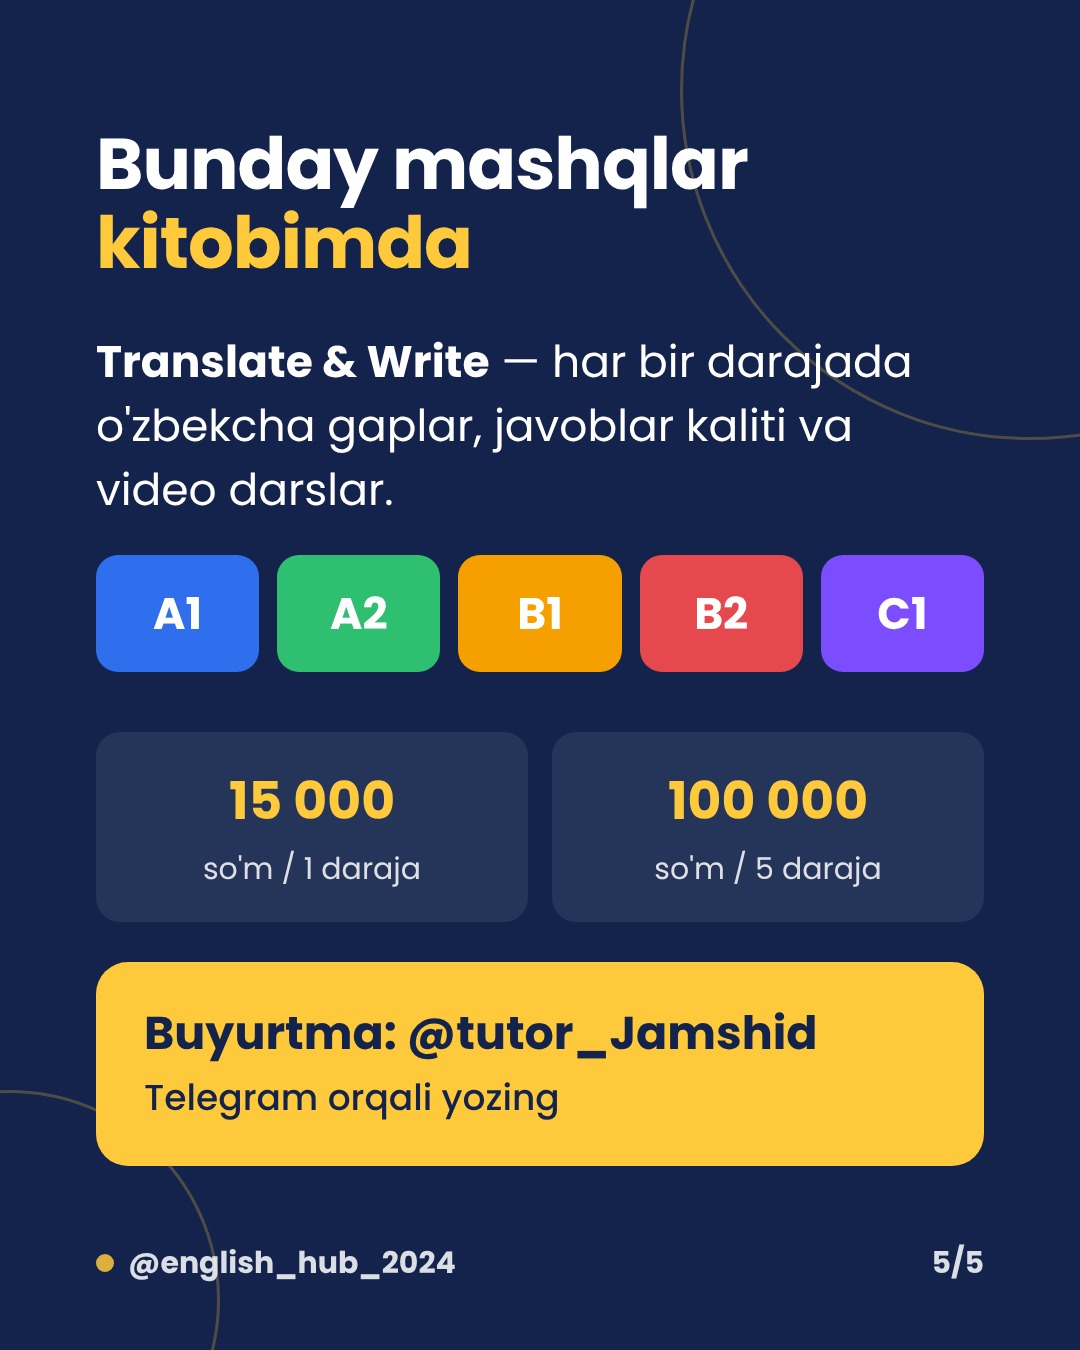 Bunday mashqlar
kitobimda
Translate & Write — har bir darajada
o'zbekcha gaplar, javoblar kaliti va
video darslar.
A1 A2 B1 B2 C1
15 000
so'm / 1 daraja
100 000
so'm / 5 daraja
Buyurtma: @tutor_Jamshid
Telegram orqali yozing
@english_hub_2024
5/5